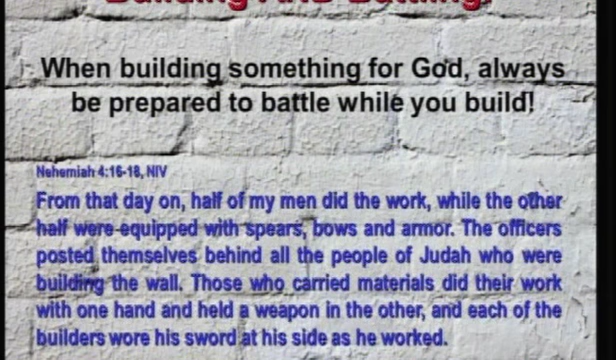 Building AND Battling!
When building something for God, always
be prepared to battle while you build!
Nehemiah 4:16-18, NIV
From that day on, half of my men did the work, while the other
half were equipped with spears, bows and armor. The officers
posted themselves behind all the people of Judah who were
building the wall. Those who carried materials did their work
with one hand and held a weapon in the other, and each of the
builders wore his sword at his side as he worked.